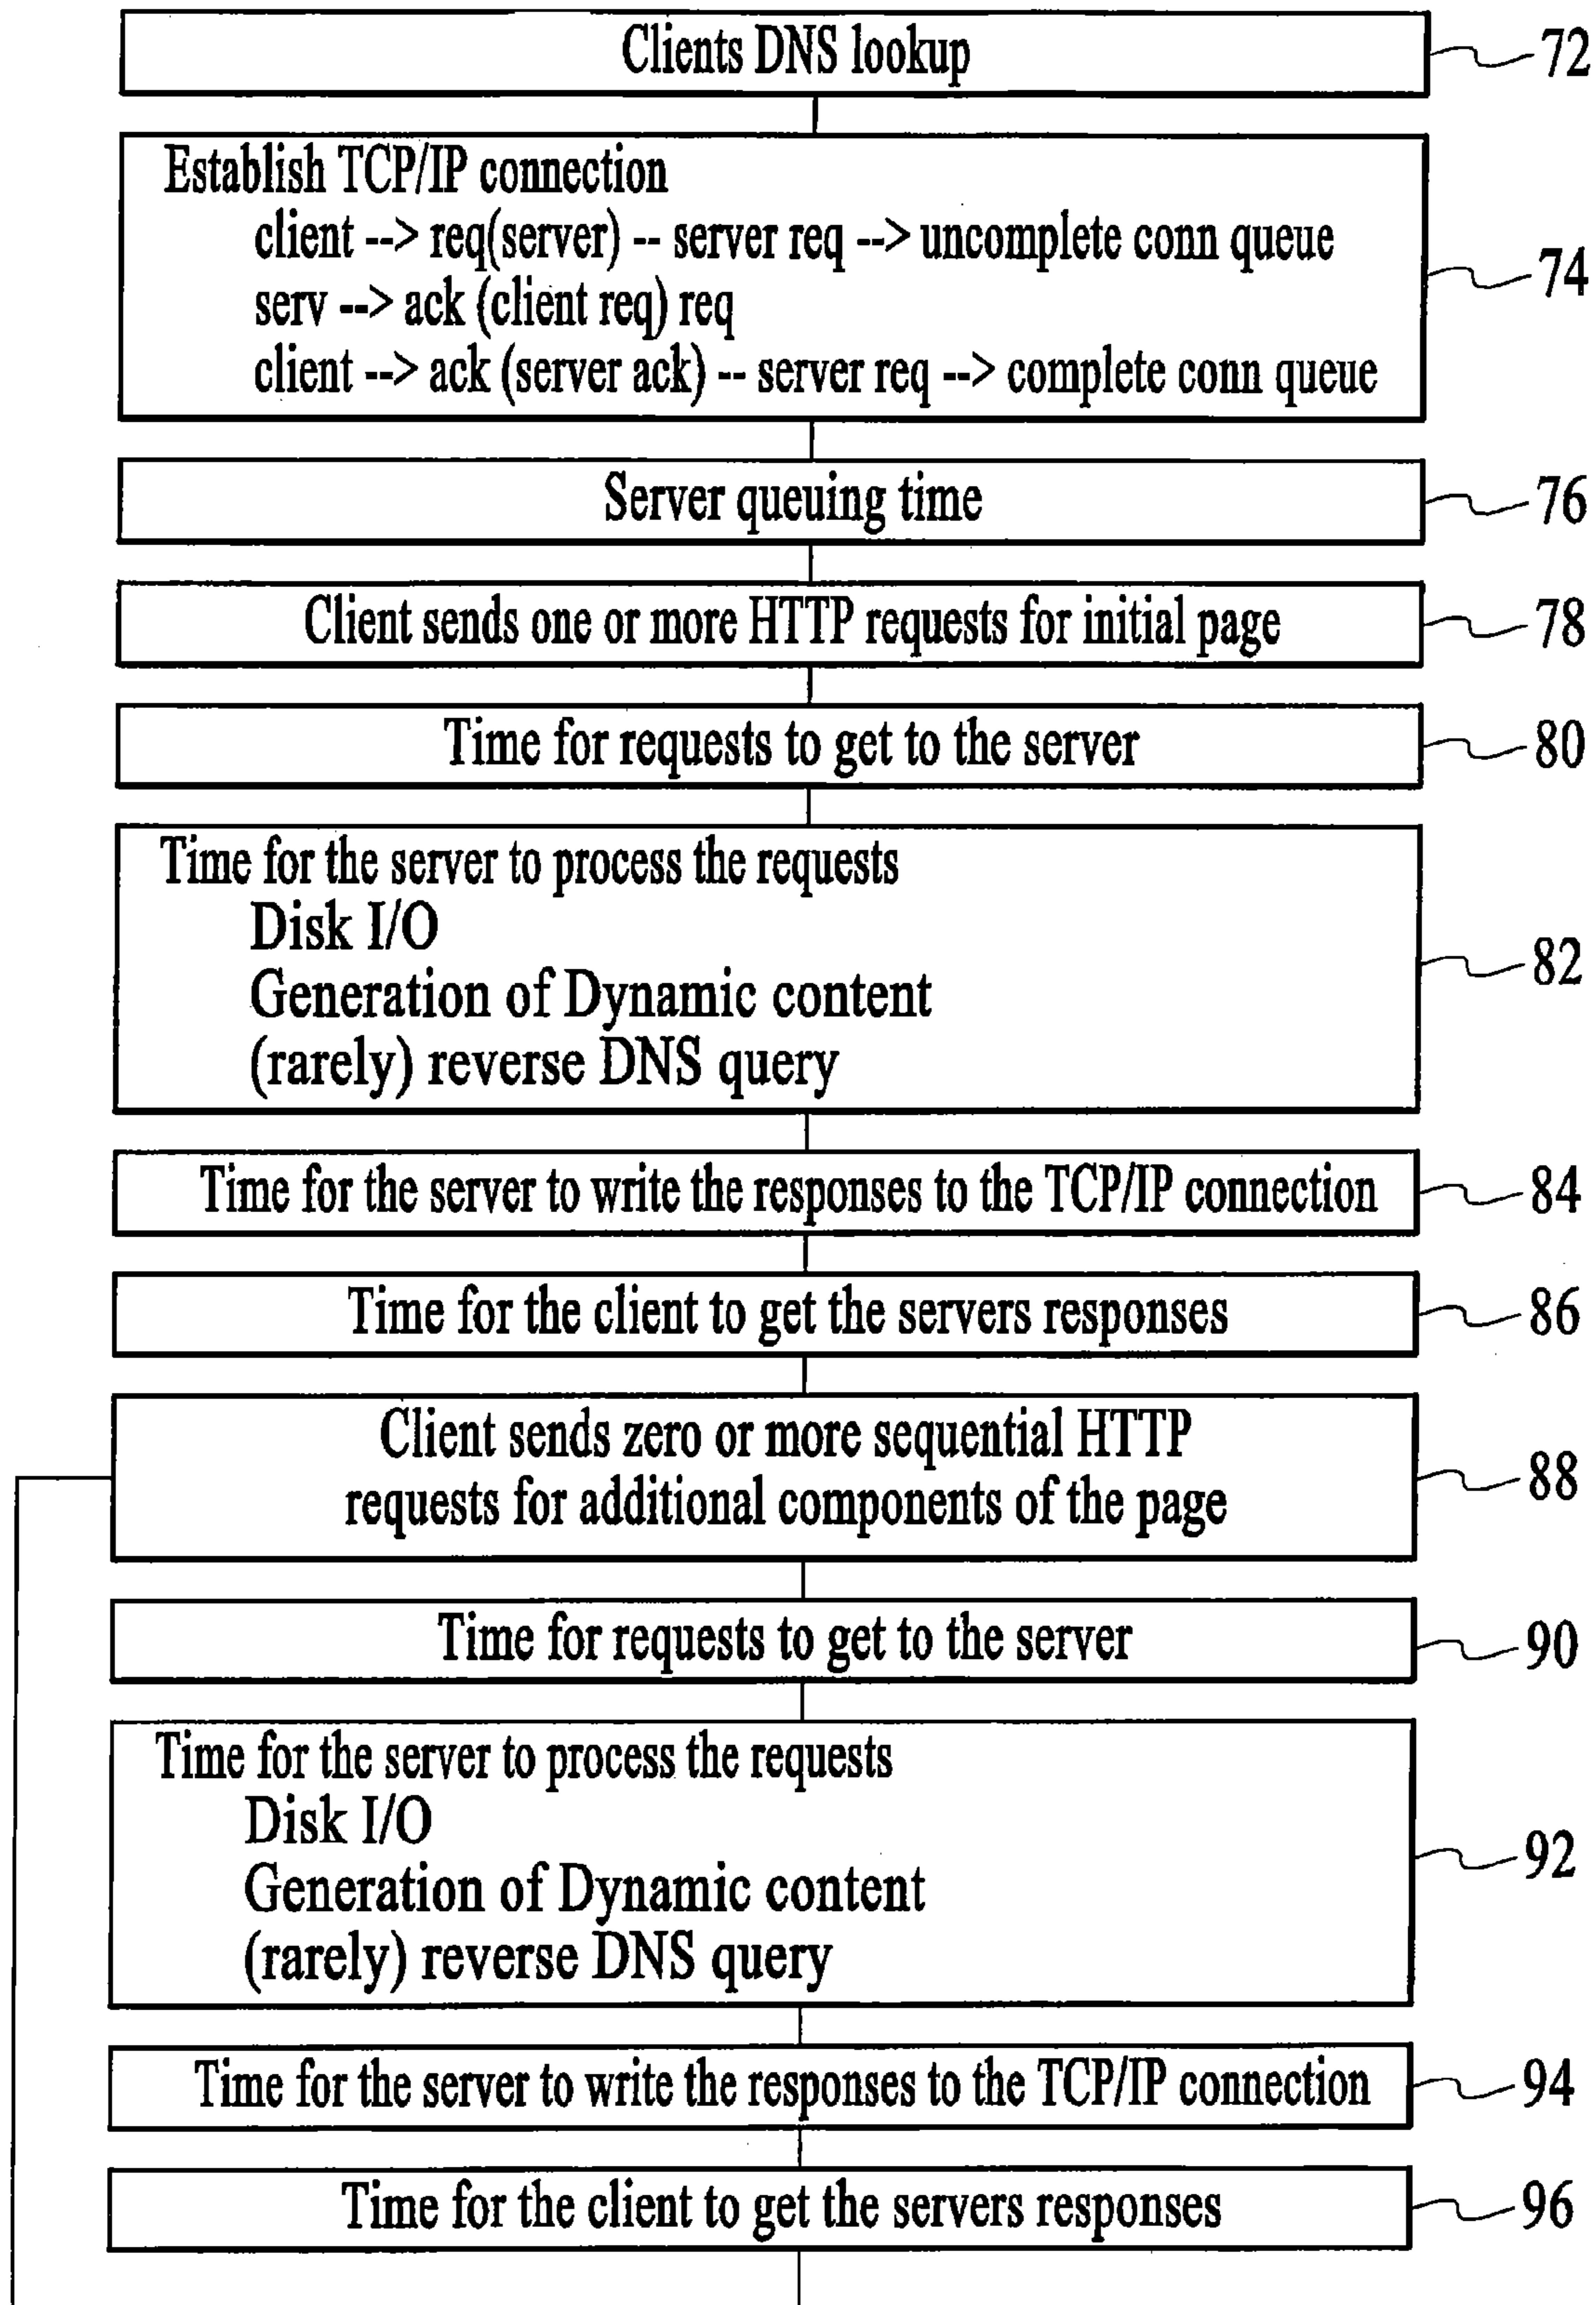 Clients DNS lookup
72
Establish TCP/IP connection
client --> req(server) -- server req --> uncomplete conn queue
serv --> ack (client req) req
client --> ack (server ack) -- server req --> complete conn queue
74
Server queuing time
76
Client sends one or more HTTP requests for initial page
78
Time for requests to get to the server
80
Time for the server to process the requests
Disk I/O
Generation of Dynamic content
(rarely) reverse DNS query
82
Time for the server to write the responses to the TCP/IP connection
84
Time for the client to get the servers responses
86
Client sends zero or more sequential HTTP
requests for additional components of the page
88
Time for requests to get to the server
90
Time for the server to process the requests
Disk I/O
Generation of Dynamic content
(rarely) reverse DNS query
92
Time for the server to write the responses to the TCP/IP connection
94
Time for the client to get the servers responses
96